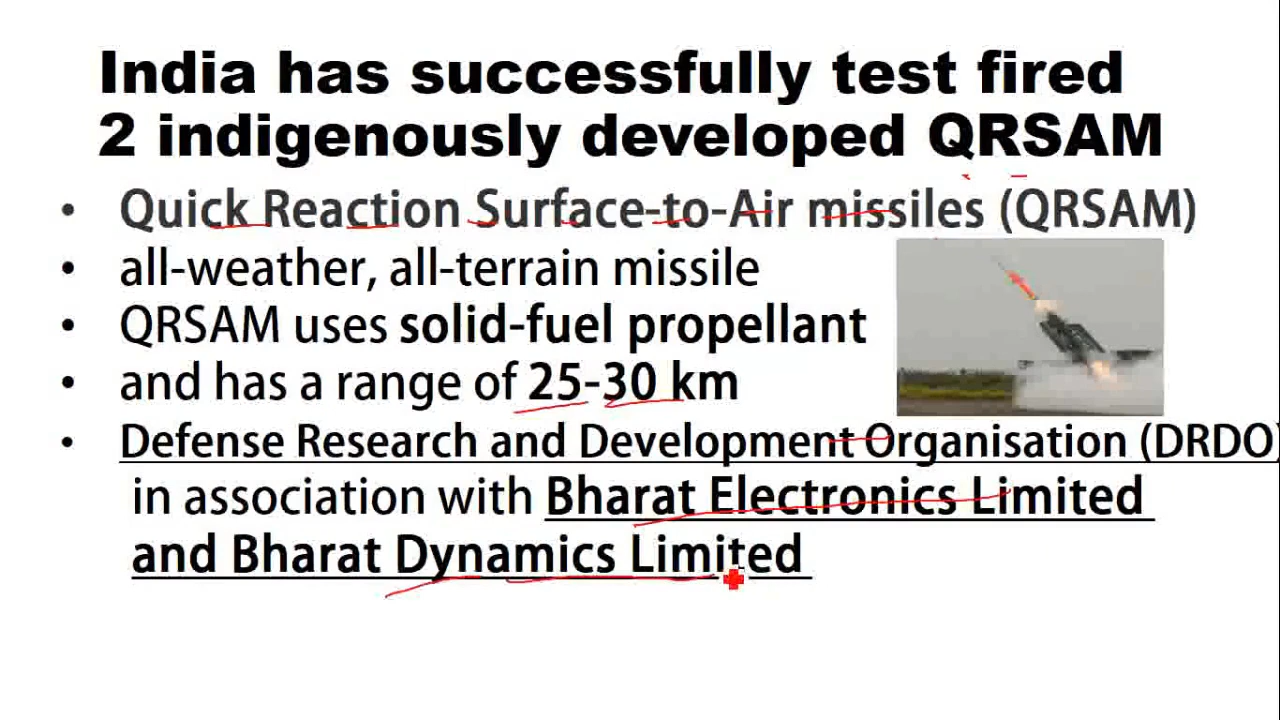 India has successfully test fired
2 indigenously developed QRSAM
• Quick Reaction Surface-to-Air missiles (QRSAM)
• all-weather, all-terrain missile
• QRSAM uses solid-fuel propellant
• and has a range of 25-30 km
• Defense Research and Development Organisation (DRDO)
in association with Bharat Electronics Limited
and Bharat Dynamics Limited